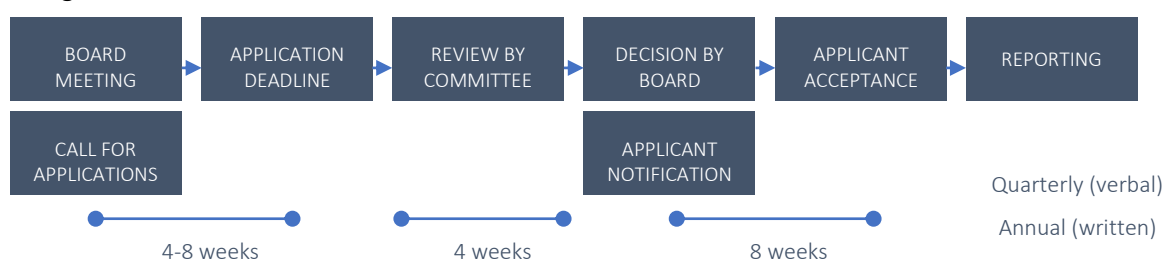 BOARD
MEETING
APPLICATION
DEADLINE
REVIEW BY
COMMITTEE
DECISION BY
BOARD
APPLICANT
ACCEPTANCE
REPORTING
CALL FOR
APPLICATIONS
APPLICANT
NOTIFICATION
Quarterly (verbal)
Annual (written)
4-8 weeks
4 weeks
8 weeks